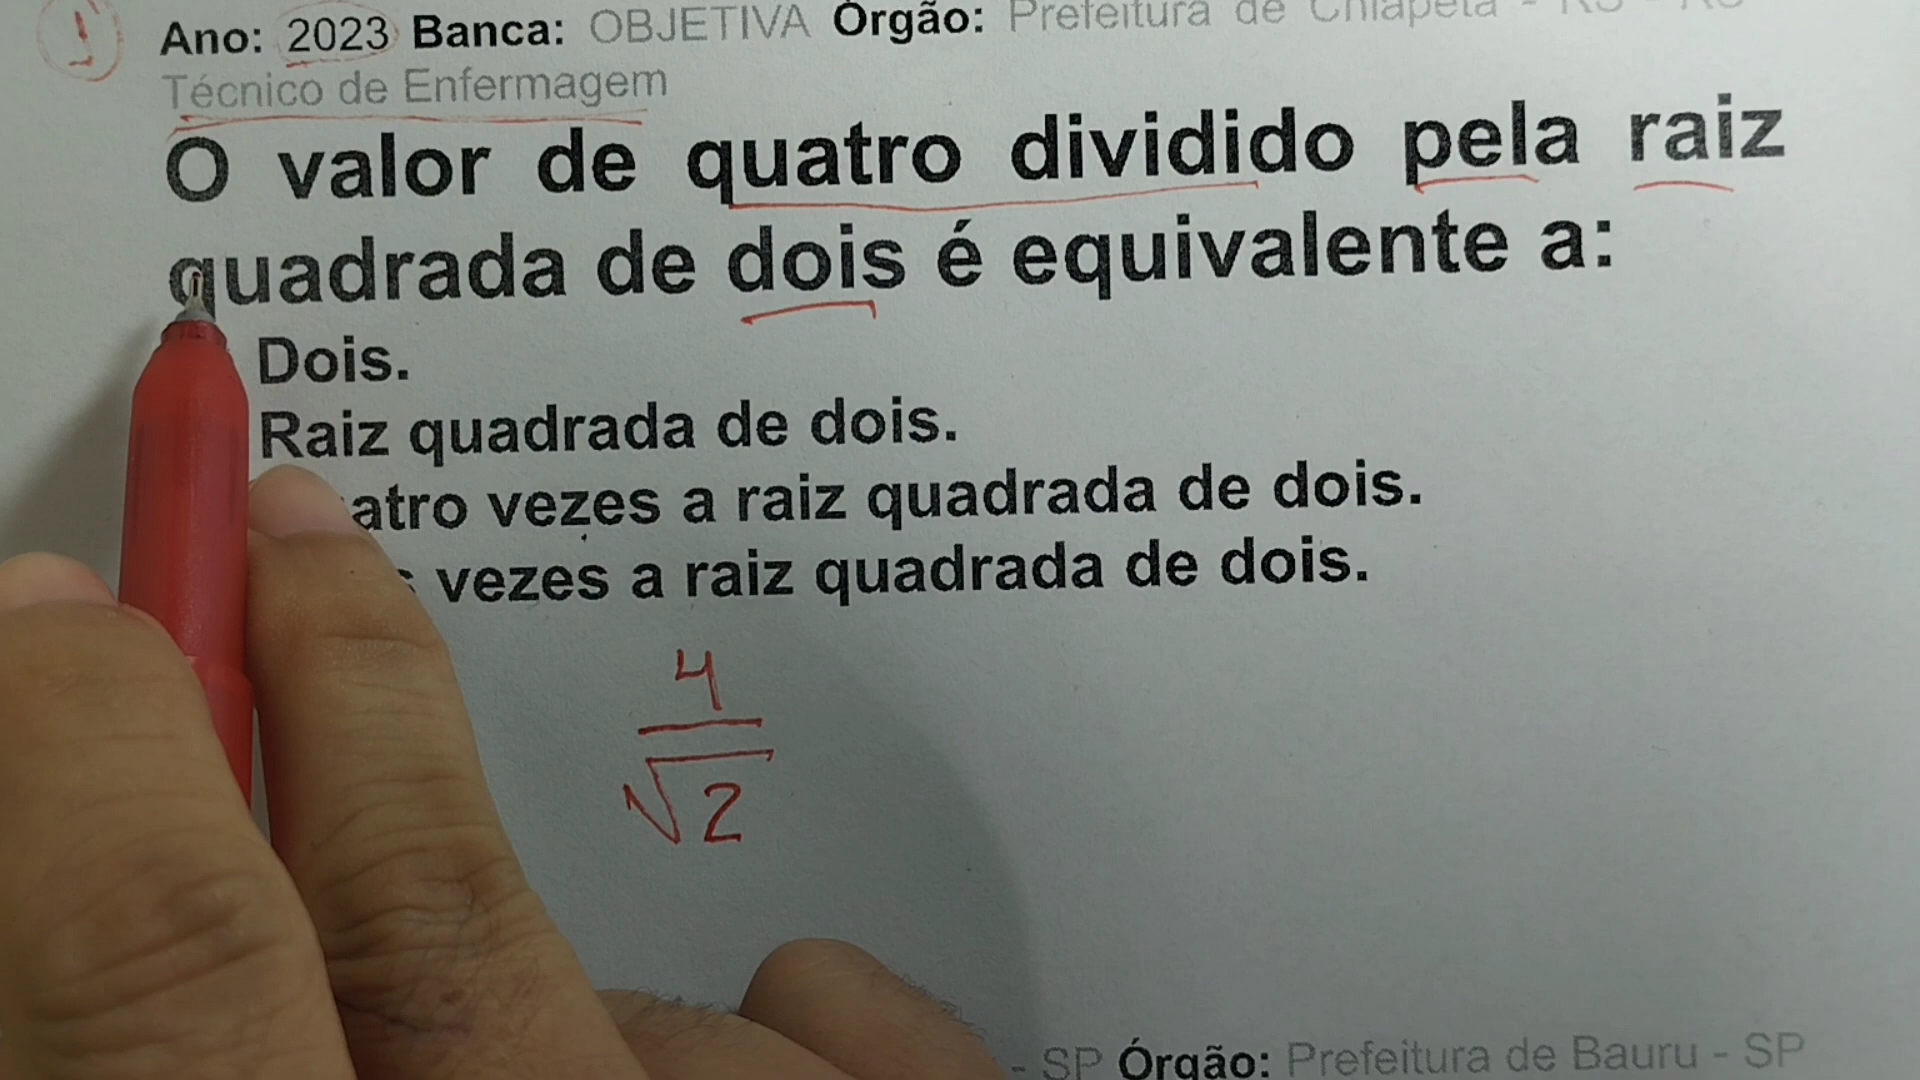 1 Ano: 2023 Banca: OBJETIVA Órgão: Prefeitura de Chiapeta - RS - RS
Técnico de Enfermagem
O valor de quatro dividido pela raiz
quadrada de dois é equivalente a:
Dois.
Raiz quadrada de dois.
atro vezes a raiz quadrada de dois.
vezes a raiz quadrada de dois.
4
√2
- SP Órgão: Prefeitura de Bauru - SP